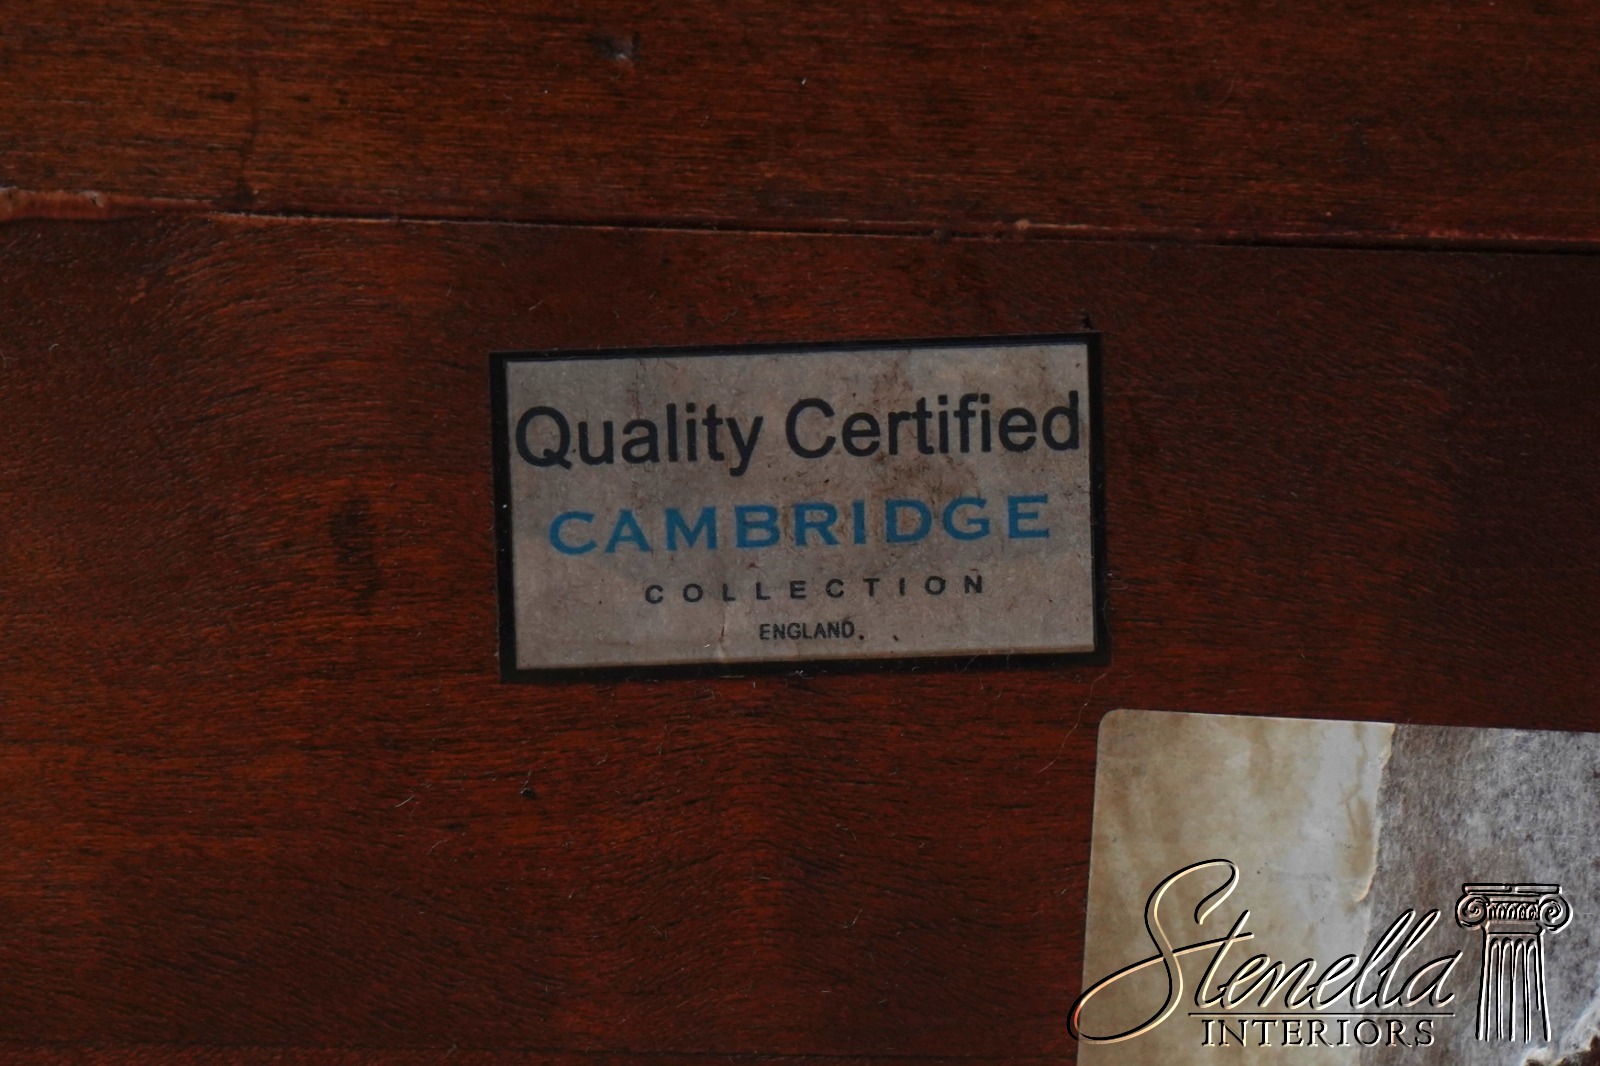 Quality Certified
CAMBRIDGE
COLLECTION
ENGLAND.
Stenella
INTERIORS